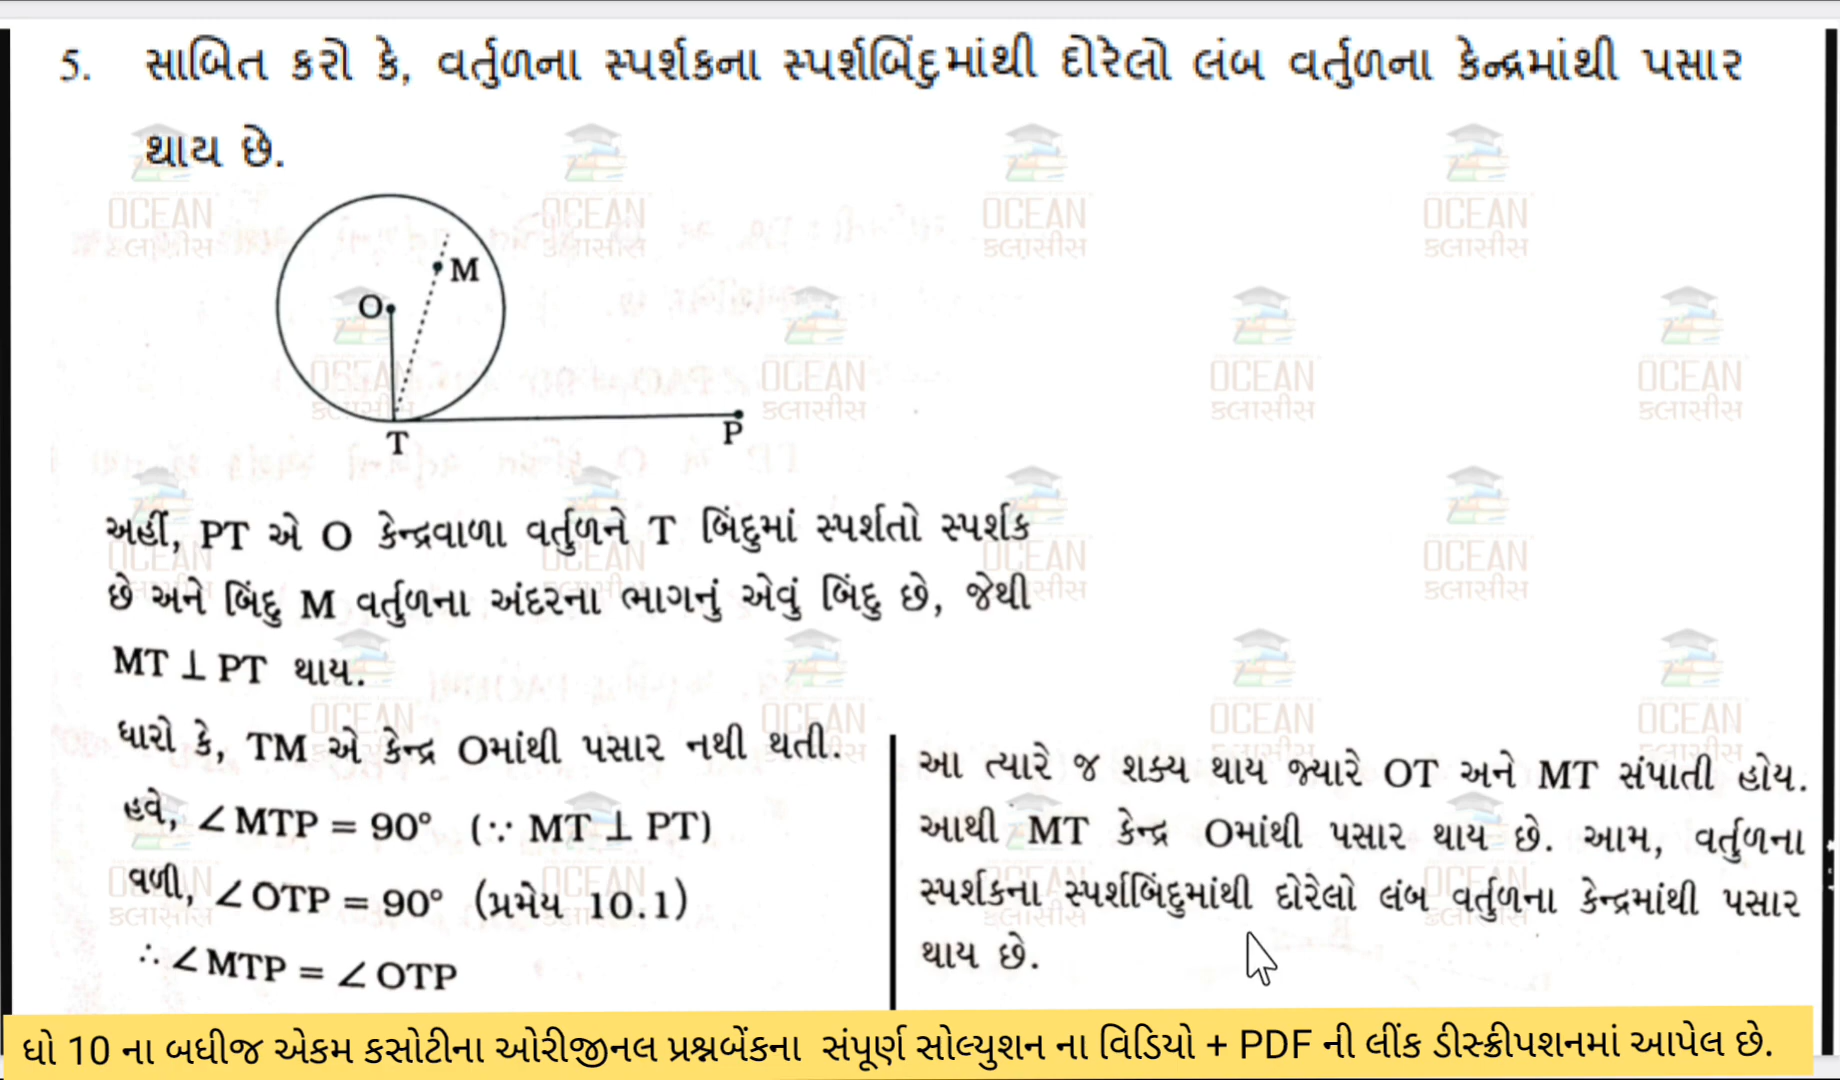 5. સાબિત કરો કે, વર્તુળના સ્પર્શકના સ્પર્શબિંદુમાંથી દોરેલો લંબ વર્તુળના કેન્દ્રમાંથી પસાર
થાય છે.
M
O
T
P
અહીં, PT એ O કેન્દ્રવાળા વર્તુળને T બિંદુમાં સ્પર્શતો સ્પર્શક
છે અને બિંદુ M વર્તુળના અંદરના ભાગનું એવું બિંદુ છે, જેથી
MT ⊥ PT થાય.
ધારો કે, TM એ કેન્દ્ર Oમાંથી પસાર નથી થતી.
હવે, ∠MTP = 90° (∵ MT ⊥ PT)
વળી, ∠OTP = 90° (પ્રમેય 10.1)
∴ ∠MTP = ∠OTP
આ ત્યારે જ શક્ય થાય જ્યારે OT અને MT સંપાતી હોય.
આથી MT કેન્દ્ર Oમાંથી પસાર થાય છે. આમ, વર્તુળના
સ્પર્શકના સ્પર્શબિંદુમાંથી દોરેલો લંબ વર્તુળના કેન્દ્રમાંથી પસાર
થાય છે.
ધો 10 ના બધીજ એકમ કસોટીના ઓરીજીનલ પ્રશ્નબેંકના સંપૂર્ણ સોલ્યુશન ના વિડિયો + PDF ની લીંક ડીસ્ક્રીપશનમાં આપેલ છે.
OCEAN
ક્લાસીસ